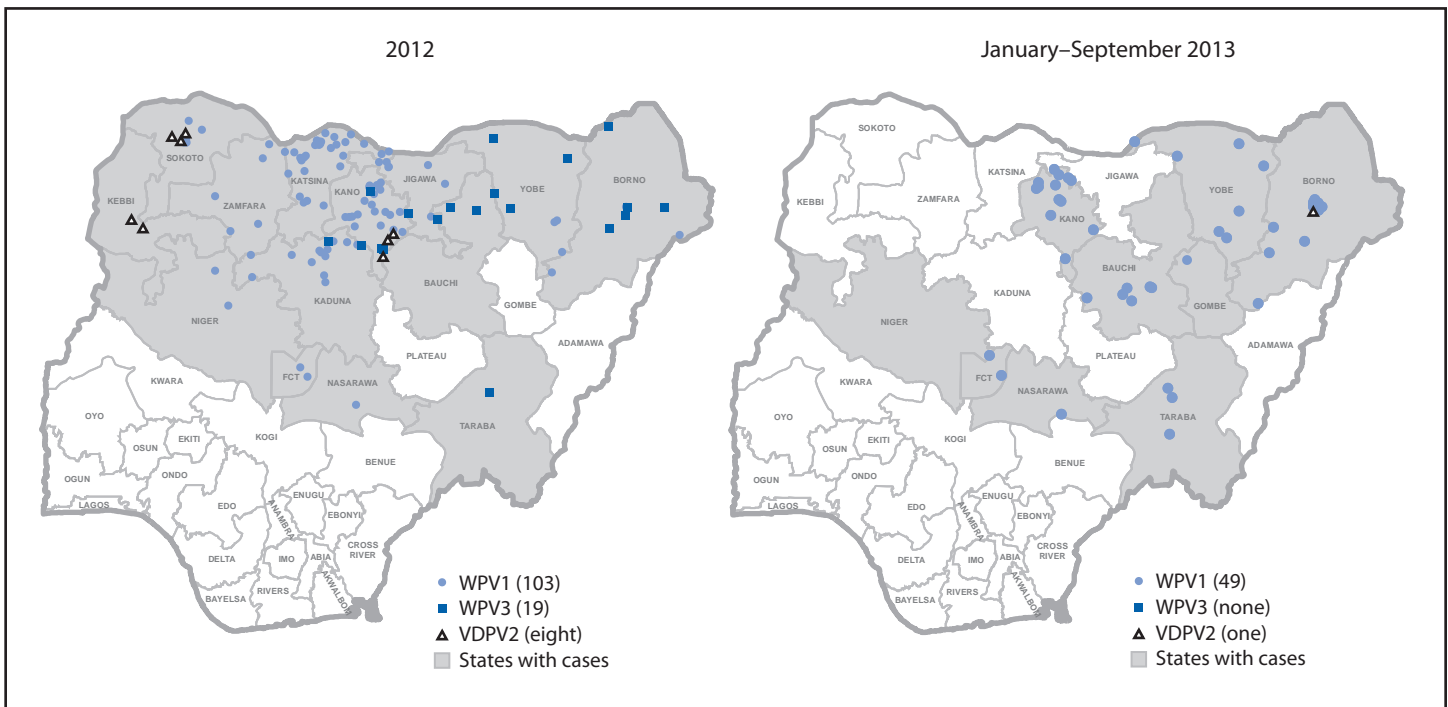 2012
SOKOTO
KEBBI
ZAMFARA
KATSINA
KANO
JIGAWA
YOBE
BORNO
NIGER
KADUNA
BAUCHI
GOMBE
ADAMAWA
PLATEAU
FCT
NASARAWA
TARABA
KWARA
OYO
OSUN
EKITI
KOGI
BENUE
OGUN
ONDO
LAGOS
EDO
ENUGU
ANAMBRA
EBONYI
CROSS
RIVER
DELTA
IMO
ABIA
BAYELSA
RIVERS
AKWAIBOM
WPV1 (103)
WPV3 (19)
VDPV2 (eight)
States with cases
January–September 2013
SOKOTO
KEBBI
ZAMFARA
KATSINA
KANO
JIGAWA
YOBE
BORNO
NIGER
KADUNA
BAUCHI
GOMBE
ADAMAWA
PLATEAU
FCT
NASARAWA
TARABA
KWARA
OYO
OSUN
EKITI
KOGI
BENUE
OGUN
ONDO
LAGOS
EDO
ENUGU
ANAMBRA
EBONYI
CROSS
RIVER
DELTA
IMO
ABIA
BAYELSA
RIVERS
AKWAIBOM
WPV1 (49)
WPV3 (none)
VDPV2 (one)
States with cases